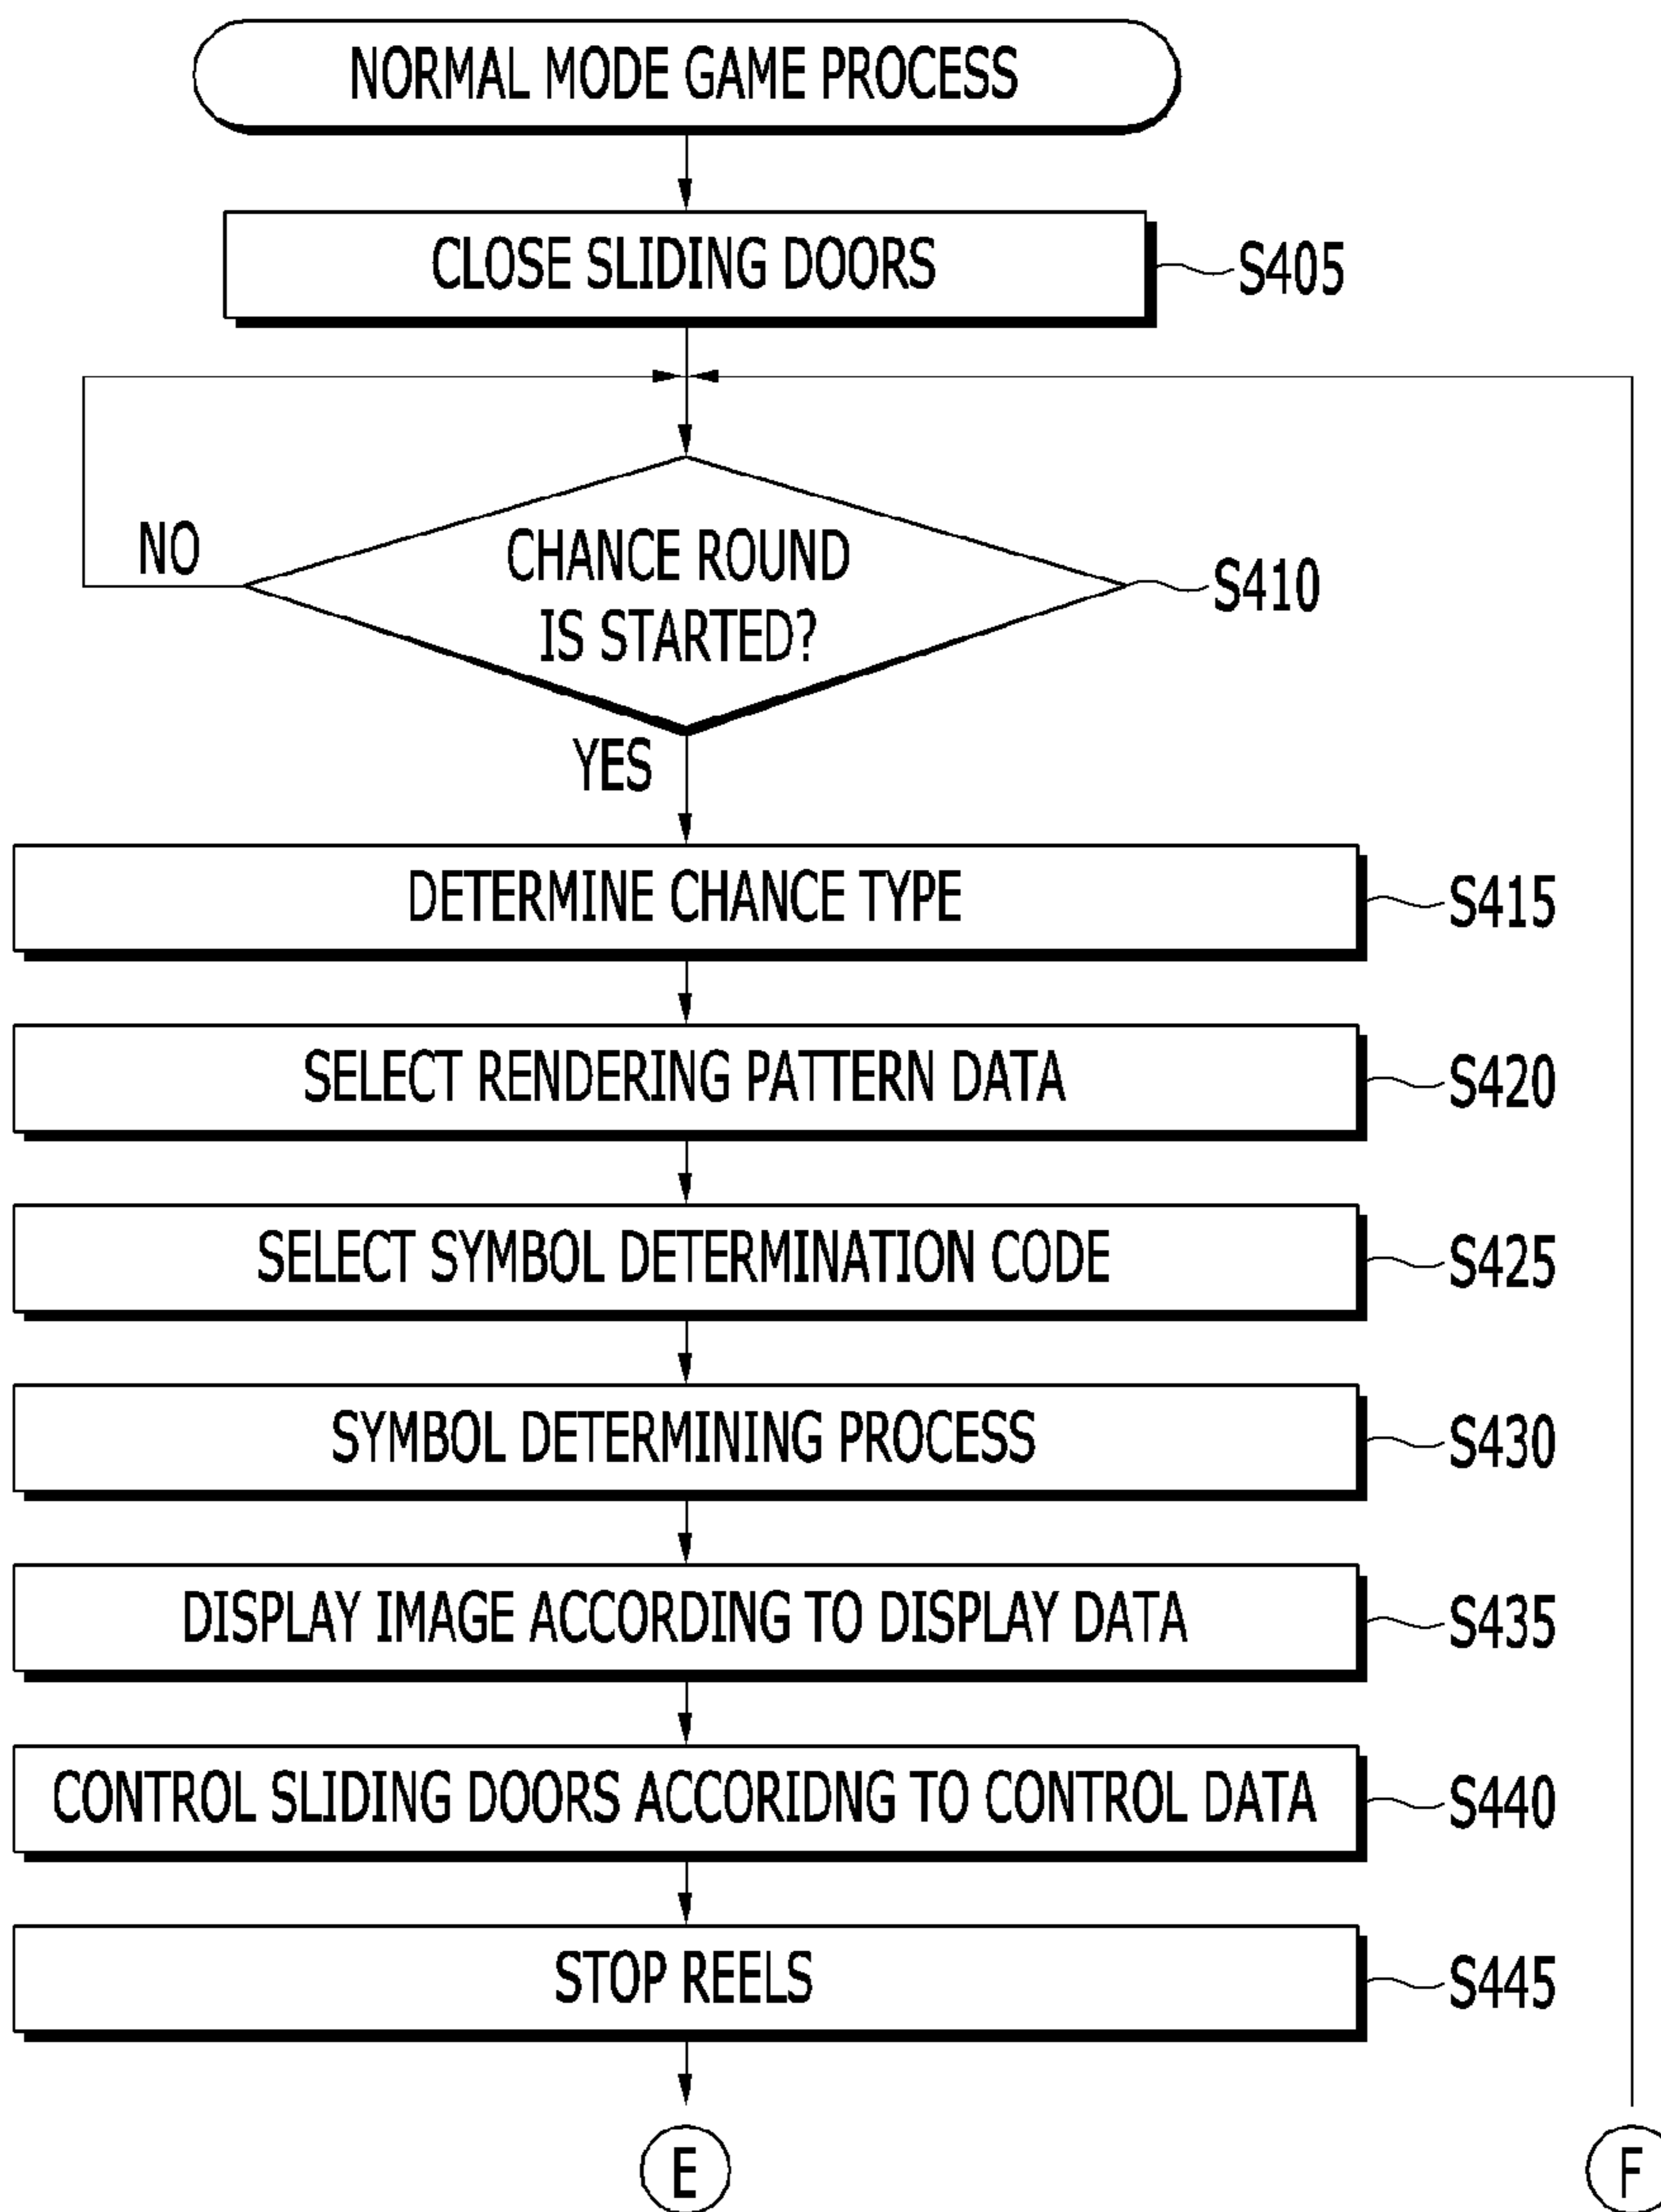 NORMAL MODE GAME PROCESS
CLOSE SLIDING DOORS
S405
NO
CHANCE ROUND
IS STARTED?
S410
YES
DETERMINE CHANCE TYPE
S415
SELECT RENDERING PATTERN DATA
S420
SELECT SYMBOL DETERMINATION CODE
S425
SYMBOL DETERMINING PROCESS
S430
DISPLAY IMAGE ACCORDING TO DISPLAY DATA
S435
CONTROL SLIDING DOORS ACCORIDNG TO CONTROL DATA
S440
STOP REELS
S445
E
F